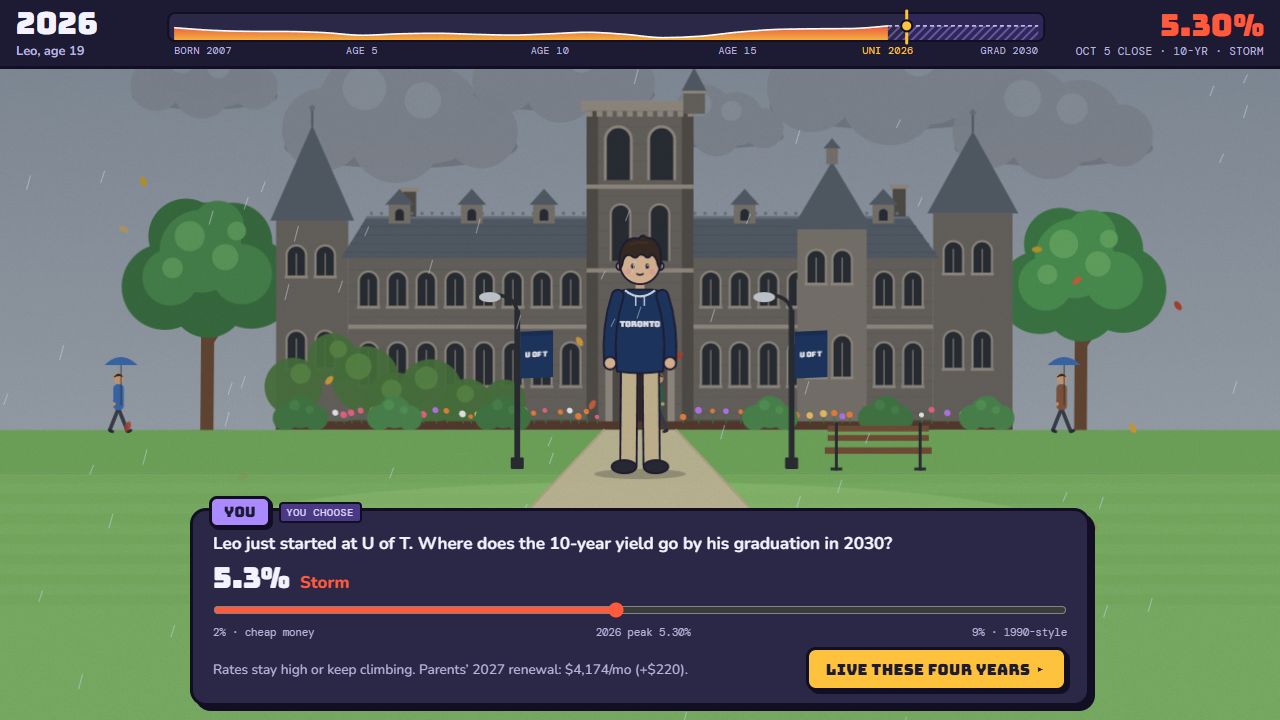 2026
Leo, age 19
BORN 2007
AGE 5
AGE 10
AGE 15
UNI 2026
GRAD 2030
5.30%
OCT 5 CLOSE · 10-YR · STORM
TORONTO
U OF T
U OF T
YOU
YOU CHOOSE
Leo just started at U of T. Where does the 10-year yield go by his graduation in 2030?
5.3% Storm
2% · cheap money
2026 peak 5.30%
9% · 1990-style
Rates stay high or keep climbing. Parents' 2027 renewal: $4,174/mo (+$220).
LIVE THESE FOUR YEARS ▸